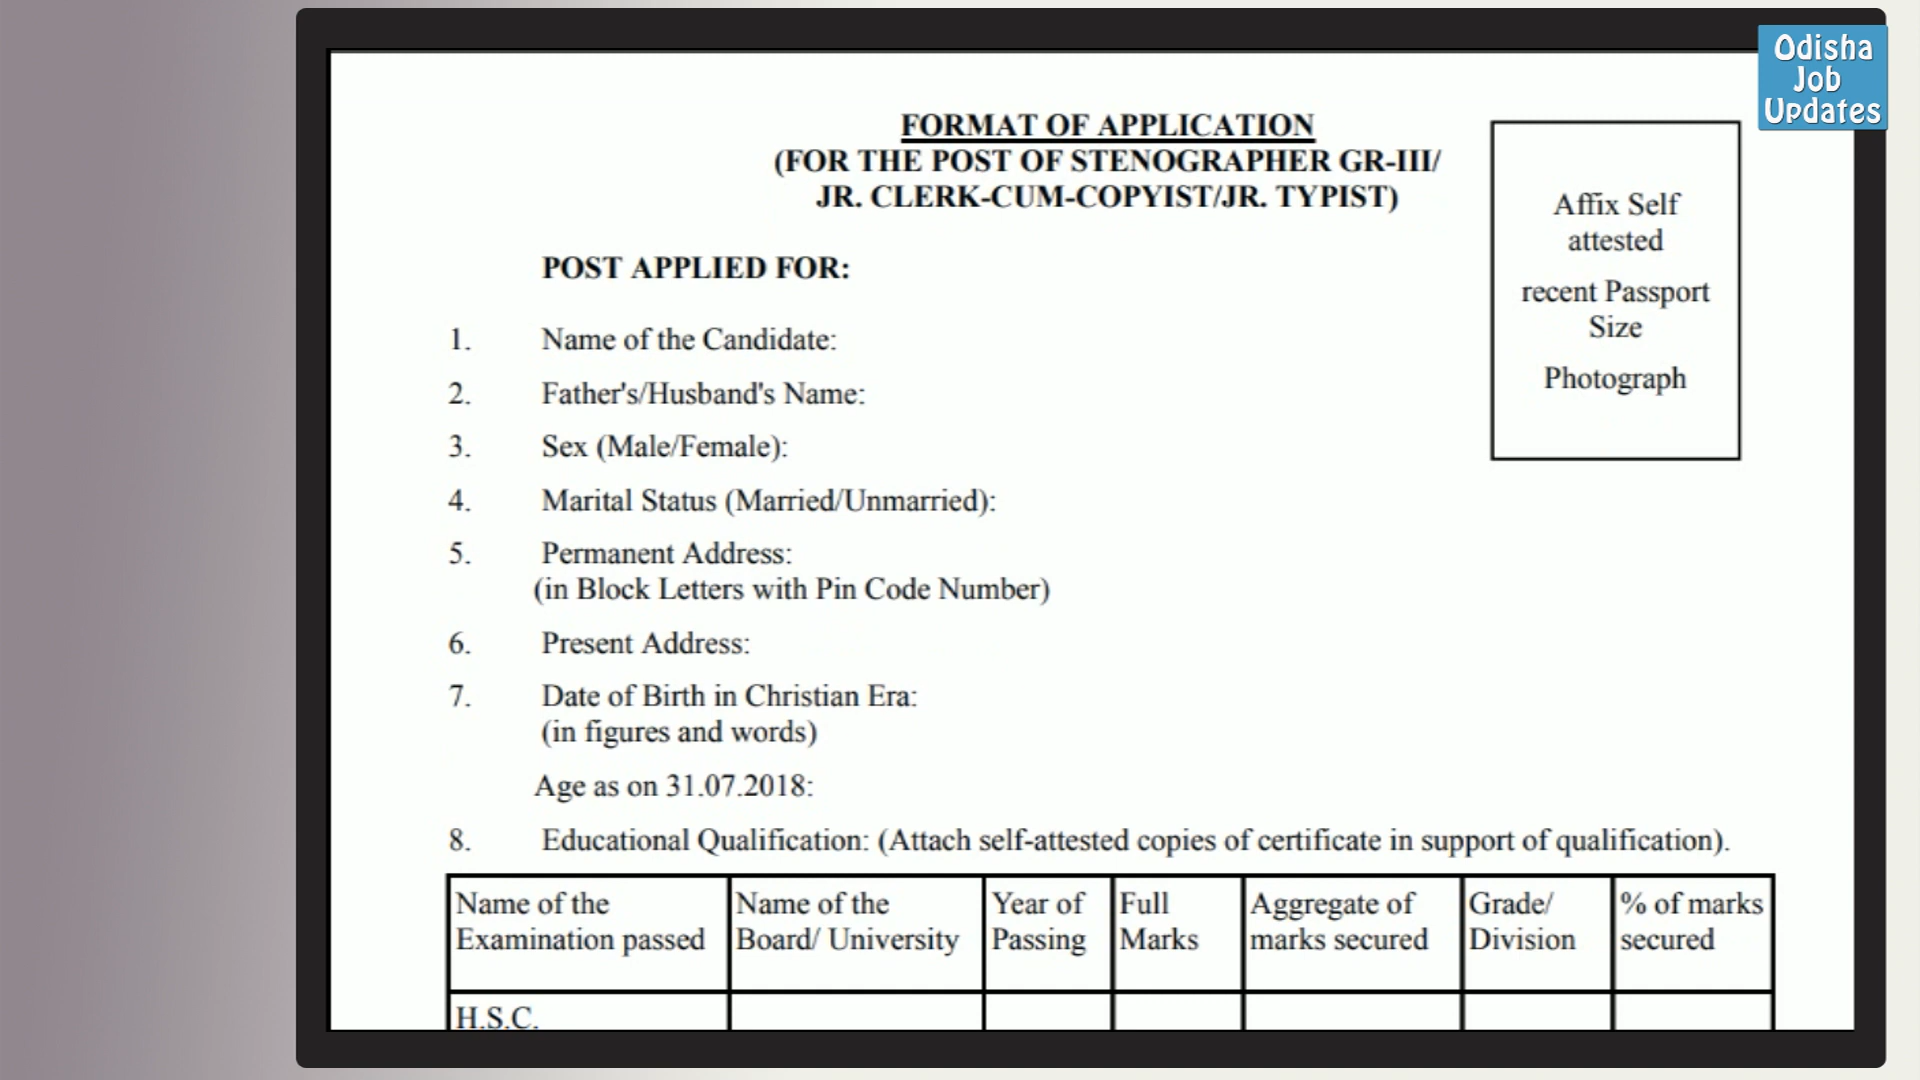 Odisha
Job
Updates
FORMAT OF APPLICATION
(FOR THE POST OF STENOGRAPHER GR-III/
JR. CLERK-CUM-COPYIST/JR. TYPIST)
Affix Self
attested
recent Passport
Size
Photograph
POST APPLIED FOR:
1. Name of the Candidate:
2. Father's/Husband's Name:
3. Sex (Male/Female):
4. Marital Status (Married/Unmarried):
5. Permanent Address:
(in Block Letters with Pin Code Number)
6. Present Address:
7. Date of Birth in Christian Era:
(in figures and words)
Age as on 31.07.2018:
8. Educational Qualification: (Attach self-attested copies of certificate in support of qualification).
Name of the Name of the Year of Full Aggregate of Grade/ % of marks
Examination passed Board/ University Passing Marks marks secured Division secured
H.S.C.